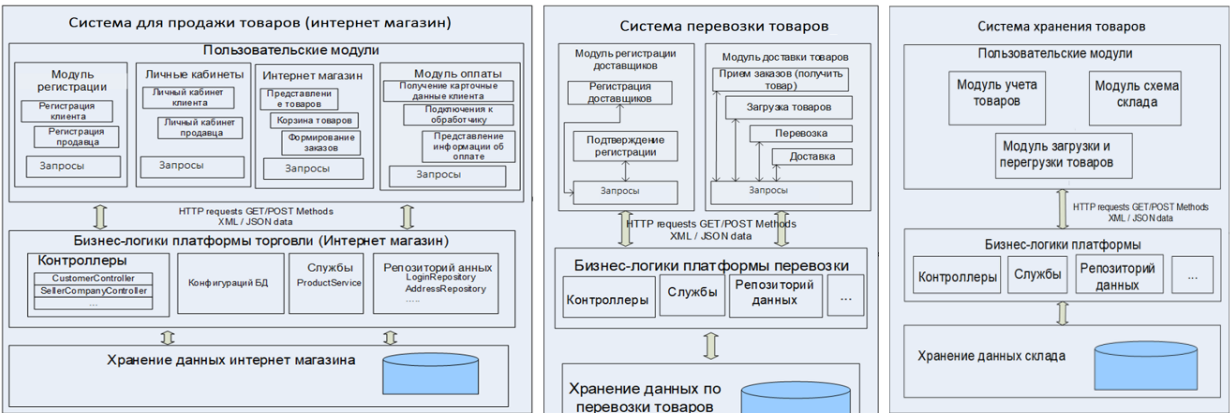 Система для продажи товаров (интернет магазин)
Пользовательские модули
Модуль
регистрации
Регистрация
клиента
Регистрация
продавца
Запросы
Личные кабинеты
Личный кабинет
клиента
Личный кабинет
продавца
Запросы
Интернет магазин
Представлени
е товаров
Корзина товаров
Формирование
заказов
Запросы
Модуль оплаты
Получение карточные
данные клиента
Подключения к
обработчику
Представление
информации об
оплате
Запросы
HTTP requests GET/POST Methods
XML / JSON data
Бизнес-логики платформы торговли (Интернет магазин)
Контроллеры
CustomerController
SellerCompanyController
...
Конфигураций БД
Службы
ProductService
Репозиторий анных
LoginRepository
AddressRepository
.....
Хранение данных интернет магазина
Система перевозки товаров
Модуль регистрации
доставщиков
Регистрация
доставщиков
Подтверждение
регистрации
Запросы
Модуль доставки товаров
Прием заказов (получить
товар)
Загрузка товаров
Перевозка
Доставка
Запросы
HTTP requests GET/POST Methods
XML / JSON data
Бизнес-логики платформы перевозки
Контроллеры
Службы
Репозиторий
данных
...
Хранение данных по
перевозки товаров
Система хранения товаров
Пользовательские модули
Модуль учета
товаров
Модуль схема
склада
Модуль загрузки и
перегрузки товаров
HTTP requests GET/POST Methods
XML / JSON data
Бизнес-логики платформы
Контроллеры
Службы
Репозиторий
данных
...
Хранение данных склада